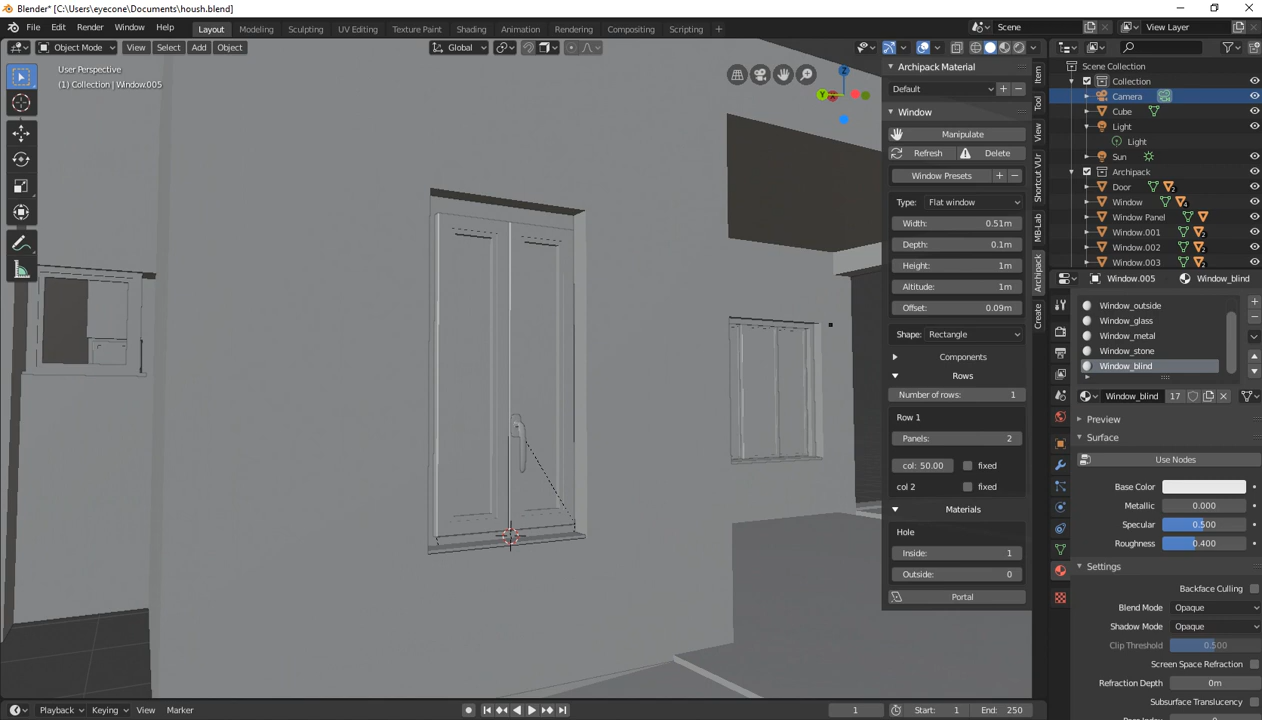 Blender* [C:\Users\eyecone\Documents\housh.blend]
File Edit Render Window Help Layout Modeling Sculpting UV Editing Texture Paint Shading Animation Rendering Compositing Scripting Scene View Layer
Object Mode View Select Add Object Global
User Perspective
(1) Collection | Window.005
Z
Y
Archipack Material
Default
Window
Manipulate
Refresh Delete
Window Presets
Type: Flat window
Width: 0.51m
Depth: 0.1m
Height: 1m
Altitude: 1m
Offset: 0.09m
Shape: Rectangle
Components
Rows
Number of rows: 1
Row 1
Panels: 2
col: 50.00 fixed
col 2 fixed
Materials
Hole
Inside: 1
Outside: 0
Portal
Item
Tool
View
Shortcut VUr
MB-Lab
Archipack
Create
Scene Collection
Collection
Camera
Cube
Light
Light
Sun
Archipack
Door 2
Window 4
Window Panel
Window.001 2
Window.002 2
Window.003 2
Window.005 Window_blind
Window_outside
Window_glass
Window_metal
Window_stone
Window_blind
Window_blind 17
Preview
Surface
Use Nodes
Base Color
Metallic 0.000
Specular 0.500
Roughness 0.400
Settings
Backface Culling
Blend Mode Opaque
Shadow Mode Opaque
Clip Threshold 0.500
Screen Space Refraction
Refraction Depth 0m
Subsurface Translucency
Pass Index 0
Playback Keying View Marker 1 Start: 1 End: 250